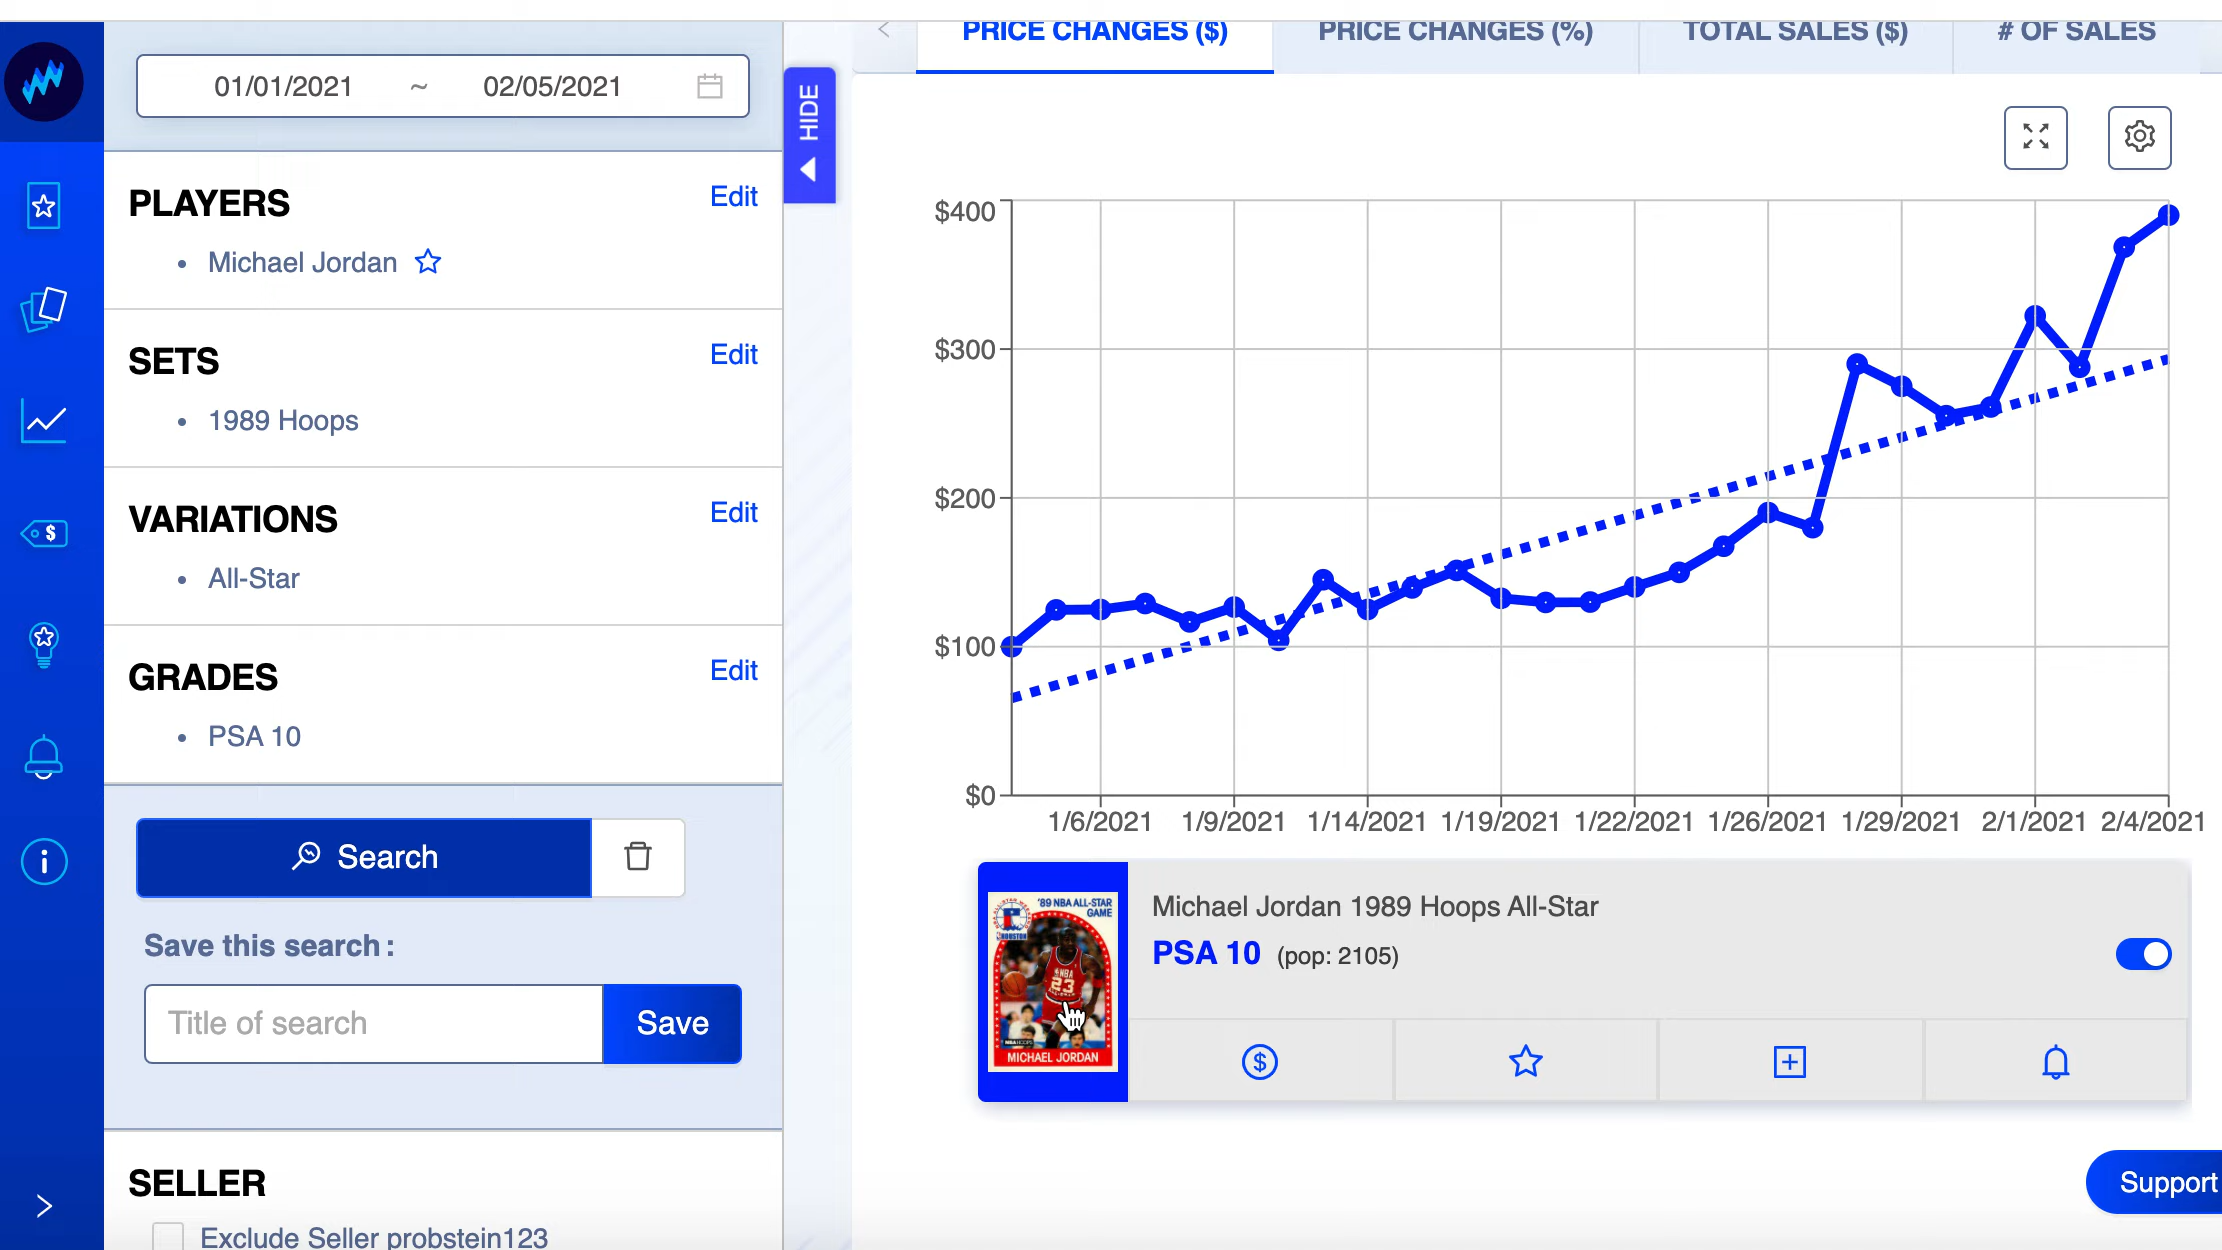 01/01/2021 ~ 02/05/2021
PLAYERS Edit
• Michael Jordan
SETS Edit
• 1989 Hoops
VARIATIONS Edit
• All-Star
GRADES Edit
• PSA 10
Search
Save this search :
Title of search Save
SELLER
Exclude Seller probstein123
HIDE
PRICE CHANGES ($) PRICE CHANGES (%) TOTAL SALES ($) # OF SALES
$400
$300
$200
$100
$0
1/6/2021 1/9/2021 1/14/2021 1/19/2021 1/22/2021 1/26/2021 1/29/2021 2/1/2021 2/4/2021
'89 NBA ALL-STAR
GAME
HOUSTON
NBA
23
MICHAEL JORDAN
Michael Jordan 1989 Hoops All-Star
PSA 10 (pop: 2105)
Support